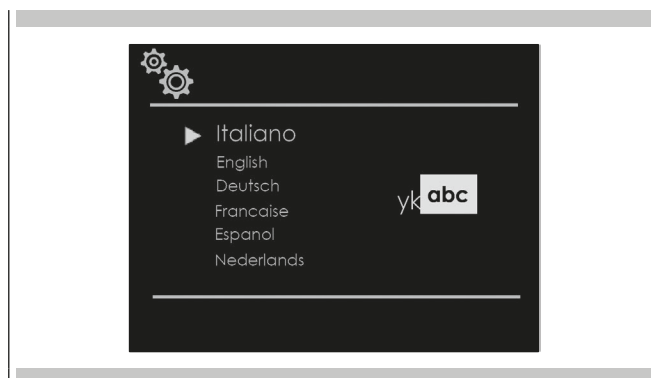 Italiano
English
Deutsch
yk abc
Francaise
Espanol
Nederlands